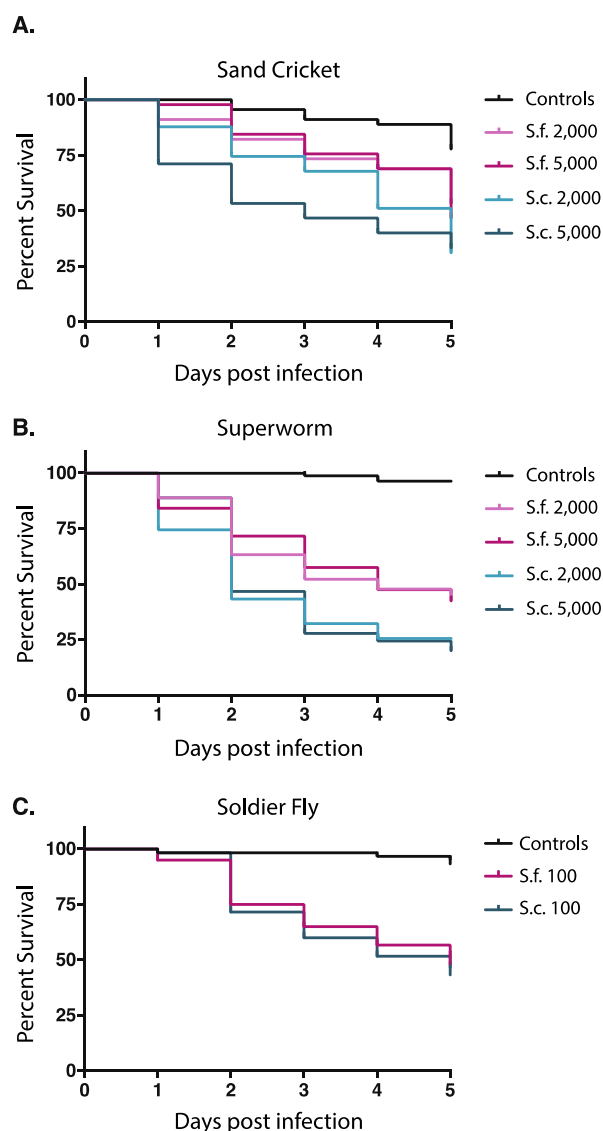 A.
Sand Cricket
100
75
50
25
0
Percent Survival
0 1 2 3 4 5
Days post infection
Controls
S.f. 2,000
S.f. 5,000
S.c. 2,000
S.c. 5,000
B.
Superworm
100
75
50
25
0
Percent Survival
0 1 2 3 4 5
Days post infection
Controls
S.f. 2,000
S.f. 5,000
S.c. 2,000
S.c. 5,000
C.
Soldier Fly
100
75
50
25
0
Percent Survival
0 1 2 3 4 5
Days post infection
Controls
S.f. 100
S.c. 100